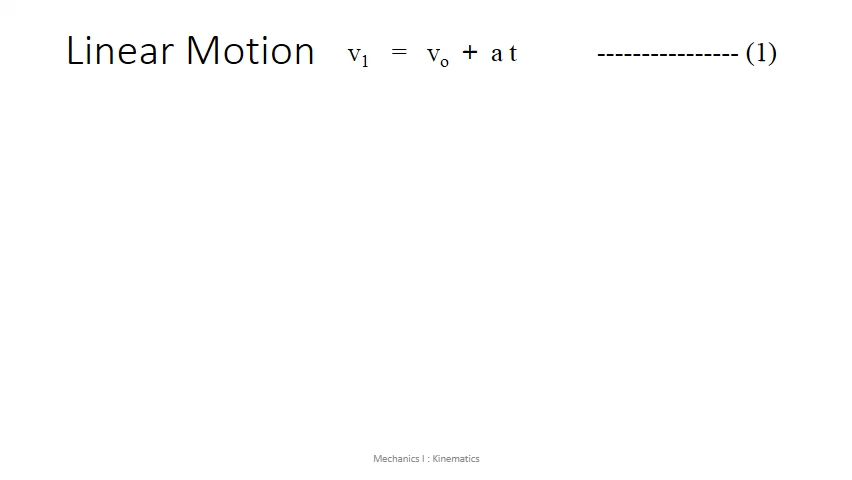 Linear Motion v₁ = vₒ + a t ---------------- (1)
Mechanics I : Kinematics